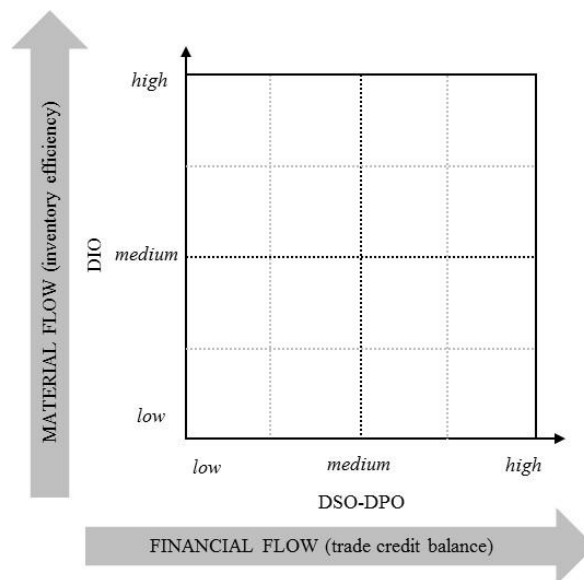 high
medium
low
DIO
MATERIAL FLOW (inventory efficiency)
low
medium
high
DSO-DPO
FINANCIAL FLOW (trade credit balance)